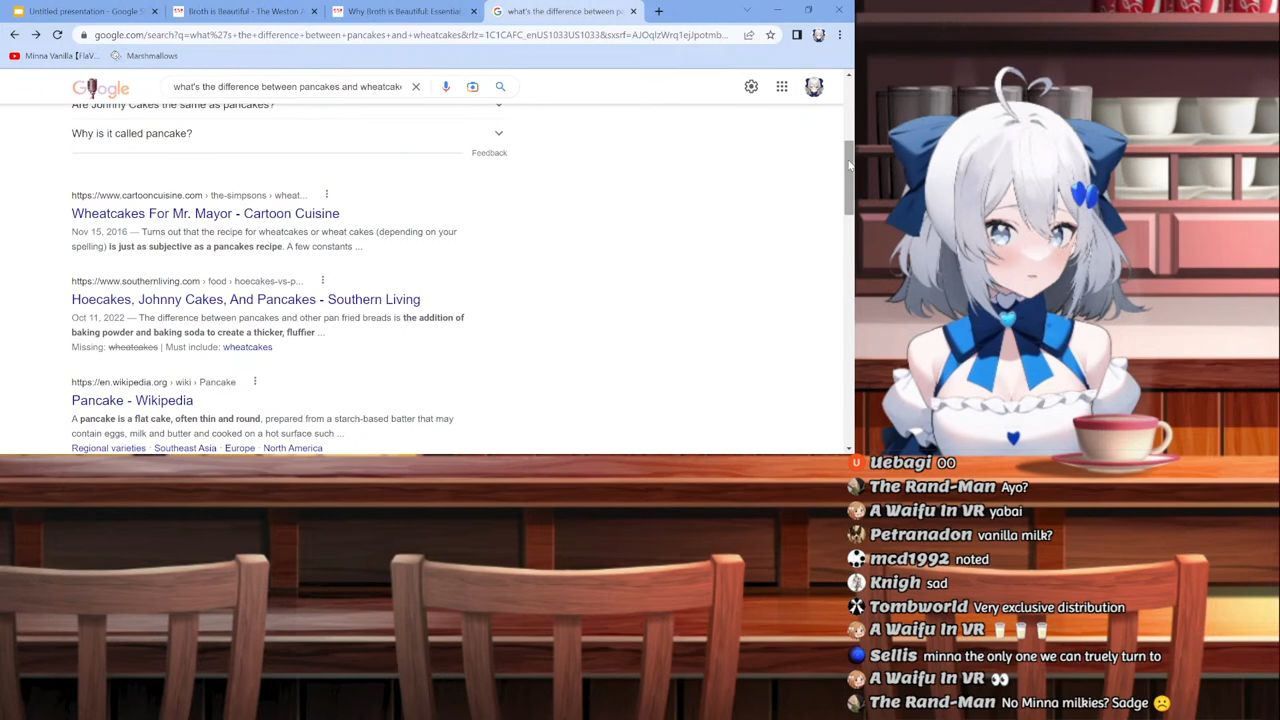 Untitled presentation - Google S
Broth is Beautiful - The Weston A
Why Broth is Beautiful: Essential
what's the difference between p
google.com/search?q=what%27s+the+difference+between+pancakes+and+wheatcakes&rlz=1C1CAFC_enUS1033US1033&sxsrf=AJOqlzWrq1ejJpotmb...
Minna Vanilla 【FlaV...
Marshmallows
Google
what's the difference between pancakes and wheatcake
Are Johnny Cakes the same as pancakes?
Why is it called pancake?
Feedback
https://www.cartooncuisine.com › the-simpsons › wheat...
Wheatcakes For Mr. Mayor - Cartoon Cuisine
Nov 15, 2016 — Turns out that the recipe for wheatcakes or wheat cakes (depending on your
spelling) is just as subjective as a pancakes recipe. A few constants ...
https://www.southernliving.com › food › hoecakes-vs-p...
Hoecakes, Johnny Cakes, And Pancakes - Southern Living
Oct 11, 2022 — The difference between pancakes and other pan fried breads is the addition of
baking powder and baking soda to create a thicker, fluffier ...
Missing: wheatcakes | Must include: wheatcakes
https://en.wikipedia.org › wiki › Pancake
Pancake - Wikipedia
A pancake is a flat cake, often thin and round, prepared from a starch-based batter that may
contain eggs, milk and butter and cooked on a hot surface such ...
Regional varieties · Southeast Asia · Europe · North America
U Uebagi OO
The Rand-Man Ayo?
A Waifu In VR yabai
Petranadon vanilla milk?
mcd1992 noted
Knigh sad
Tombworld Very exclusive distribution
A Waifu In VR 🥛 🥛 🥛
Sellis minna the only one we can truely turn to
A Waifu In VR 👀
The Rand-Man No Minna milkies? Sadge ☹️